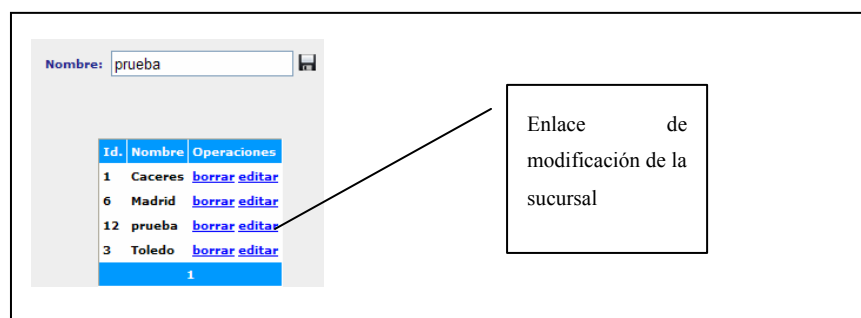 Nombre: prueba
Id. Nombre Operaciones
1 Caceres borrar editar
6 Madrid borrar editar
12 prueba borrar editar
3 Toledo borrar editar
1
Enlace de
modificación de la
sucursal